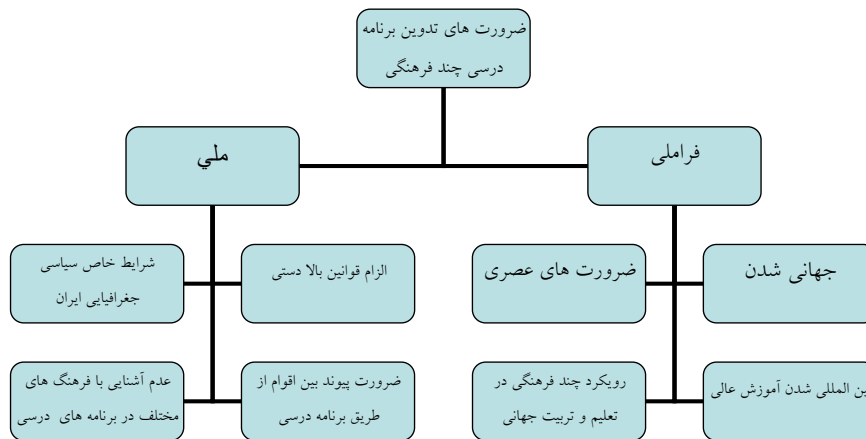 ضرورت های تدوین برنامه
درسی چند فرهنگی
فراملی
ملي
جهانی شدن
ضرورت های عصری
الزام قوانین بالا دستی
شرایط خاص سیاسی
جغرافیایی ایران
ین المللی شدن آموزش عالی
رویکرد چند فرهنگی در
تعلیم و تربیت جهانی
ضرورت پیوند بین اقوام از
طریق برنامه درسی
عدم آشنایی با فرهنگ های
مختلف در برنامه های درسی